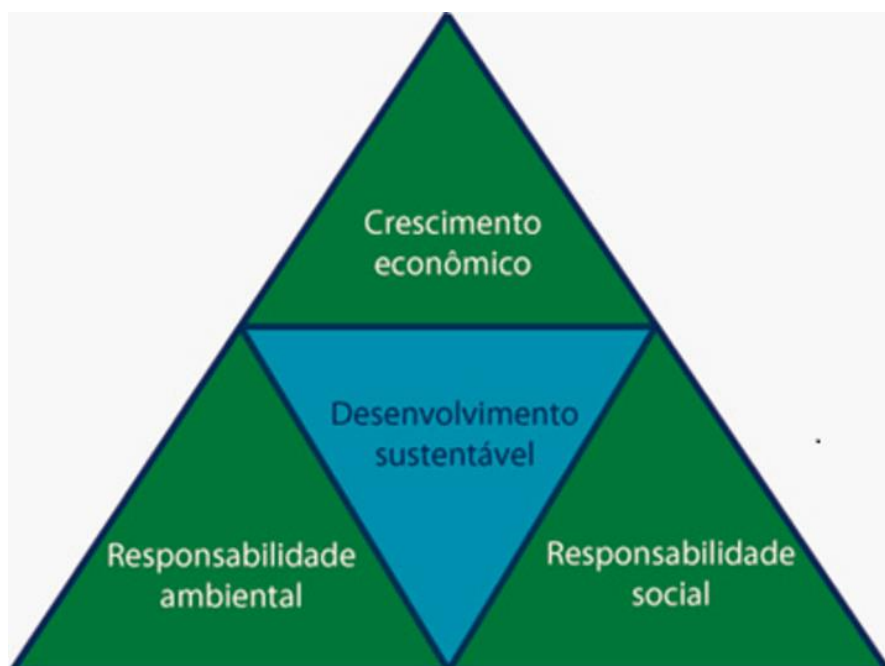 Crescimento
econômico
Desenvolvimento
sustentável
Responsabilidade
ambiental
Responsabilidade
social